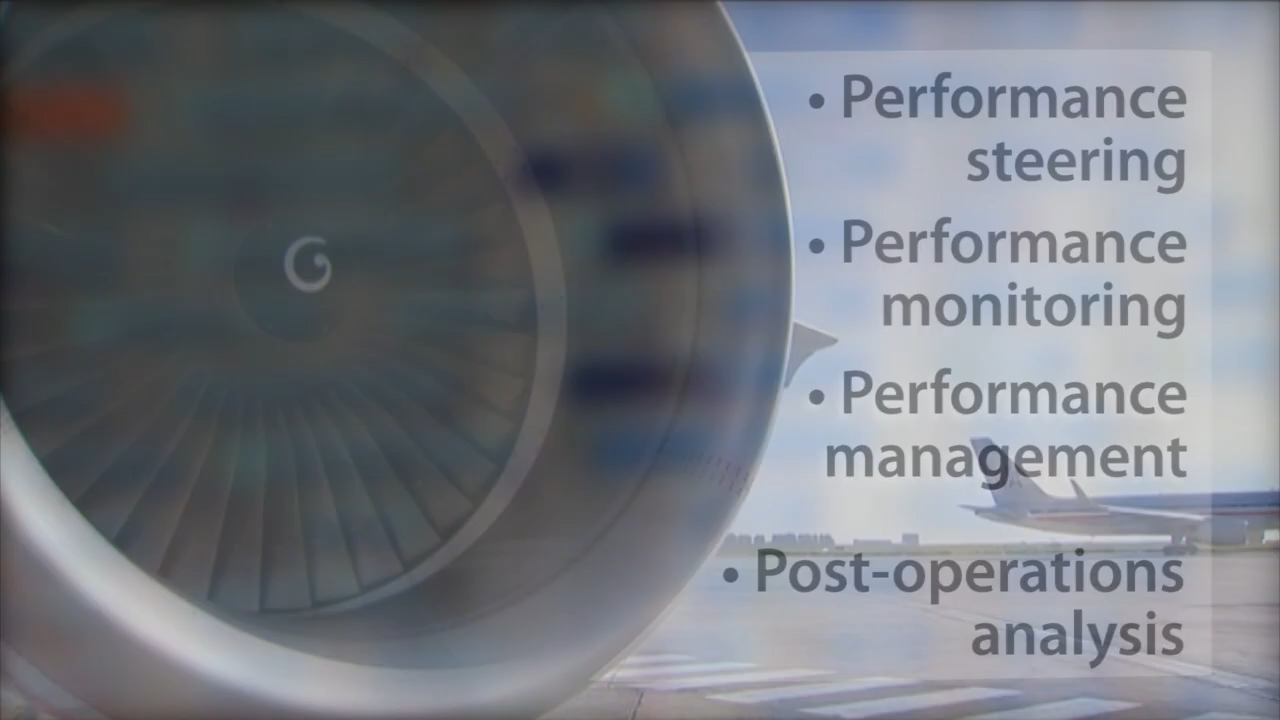 • Performance
steering
• Performance
monitoring
• Performance
management
• Post-operations
analysis